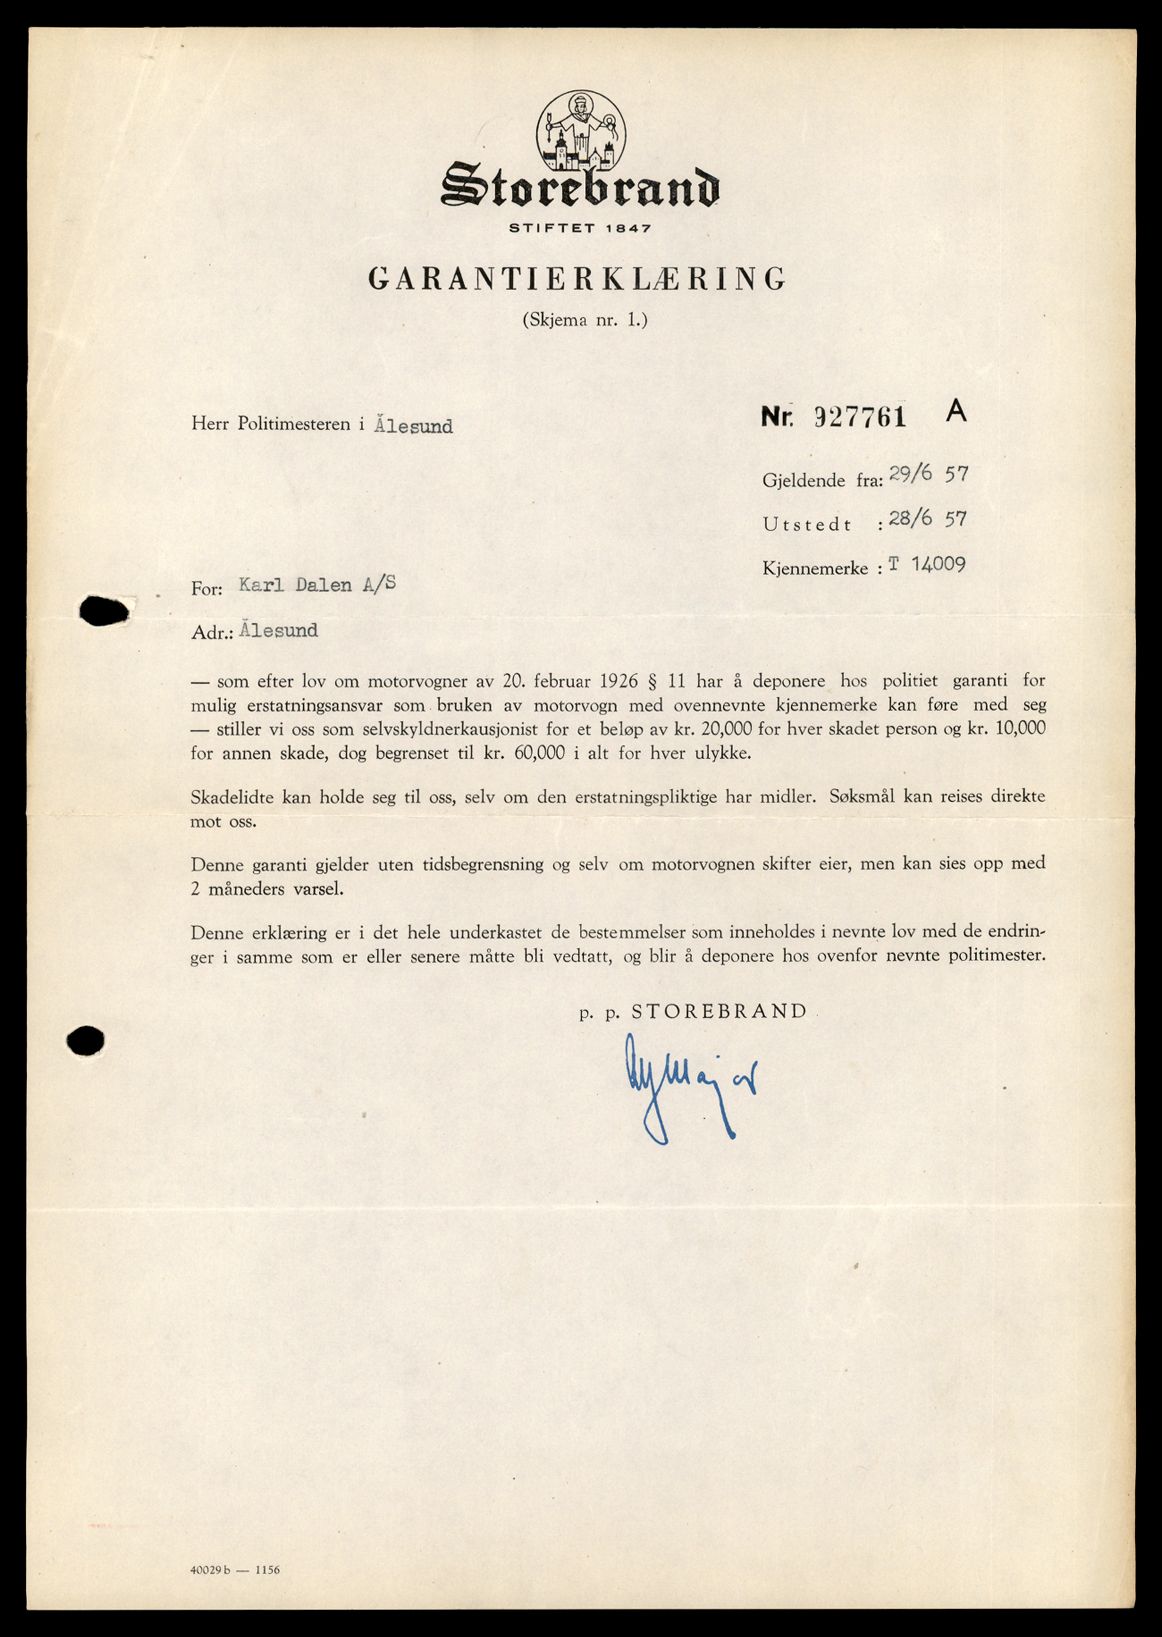 Storebrand
STIFTET 1847
GARANTIERKLÆRING
(Skjema nr. 1.)
Herr Politimesteren i Ålesund
Nr. 927761 A
Gjeldende fra: 29/6 57
Utstedt : 28/6 57
Kjennemerke : T 14009
For: Karl Dalen A/S
Adr.: Ålesund
— som efter lov om motorvogner av 20. februar 1926 § 11 har å deponere hos politiet garanti for
mulig erstatningsansvar som bruken av motorvogn med ovennevnte kjennemerke kan føre med seg
— stiller vi oss som selvskyldnerkausjonist for et beløp av kr. 20,000 for hver skadet person og kr. 10,000
for annen skade, dog begrenset til kr. 60,000 i alt for hver ulykke.
Skadelidte kan holde seg til oss, selv om den erstatningspliktige har midler. Søksmål kan reises direkte
mot oss.
Denne garanti gjelder uten tidsbegrensning og selv om motorvognen skifter eier, men kan sies opp med
2 måneders varsel.
Denne erklæring er i det hele underkastet de bestemmelser som inneholdes i nevnte lov med de endrin-
ger i samme som er eller senere måtte bli vedtatt, og blir å deponere hos ovenfor nevnte politimester.
p. p. STOREBRAND
40029 b — 1156